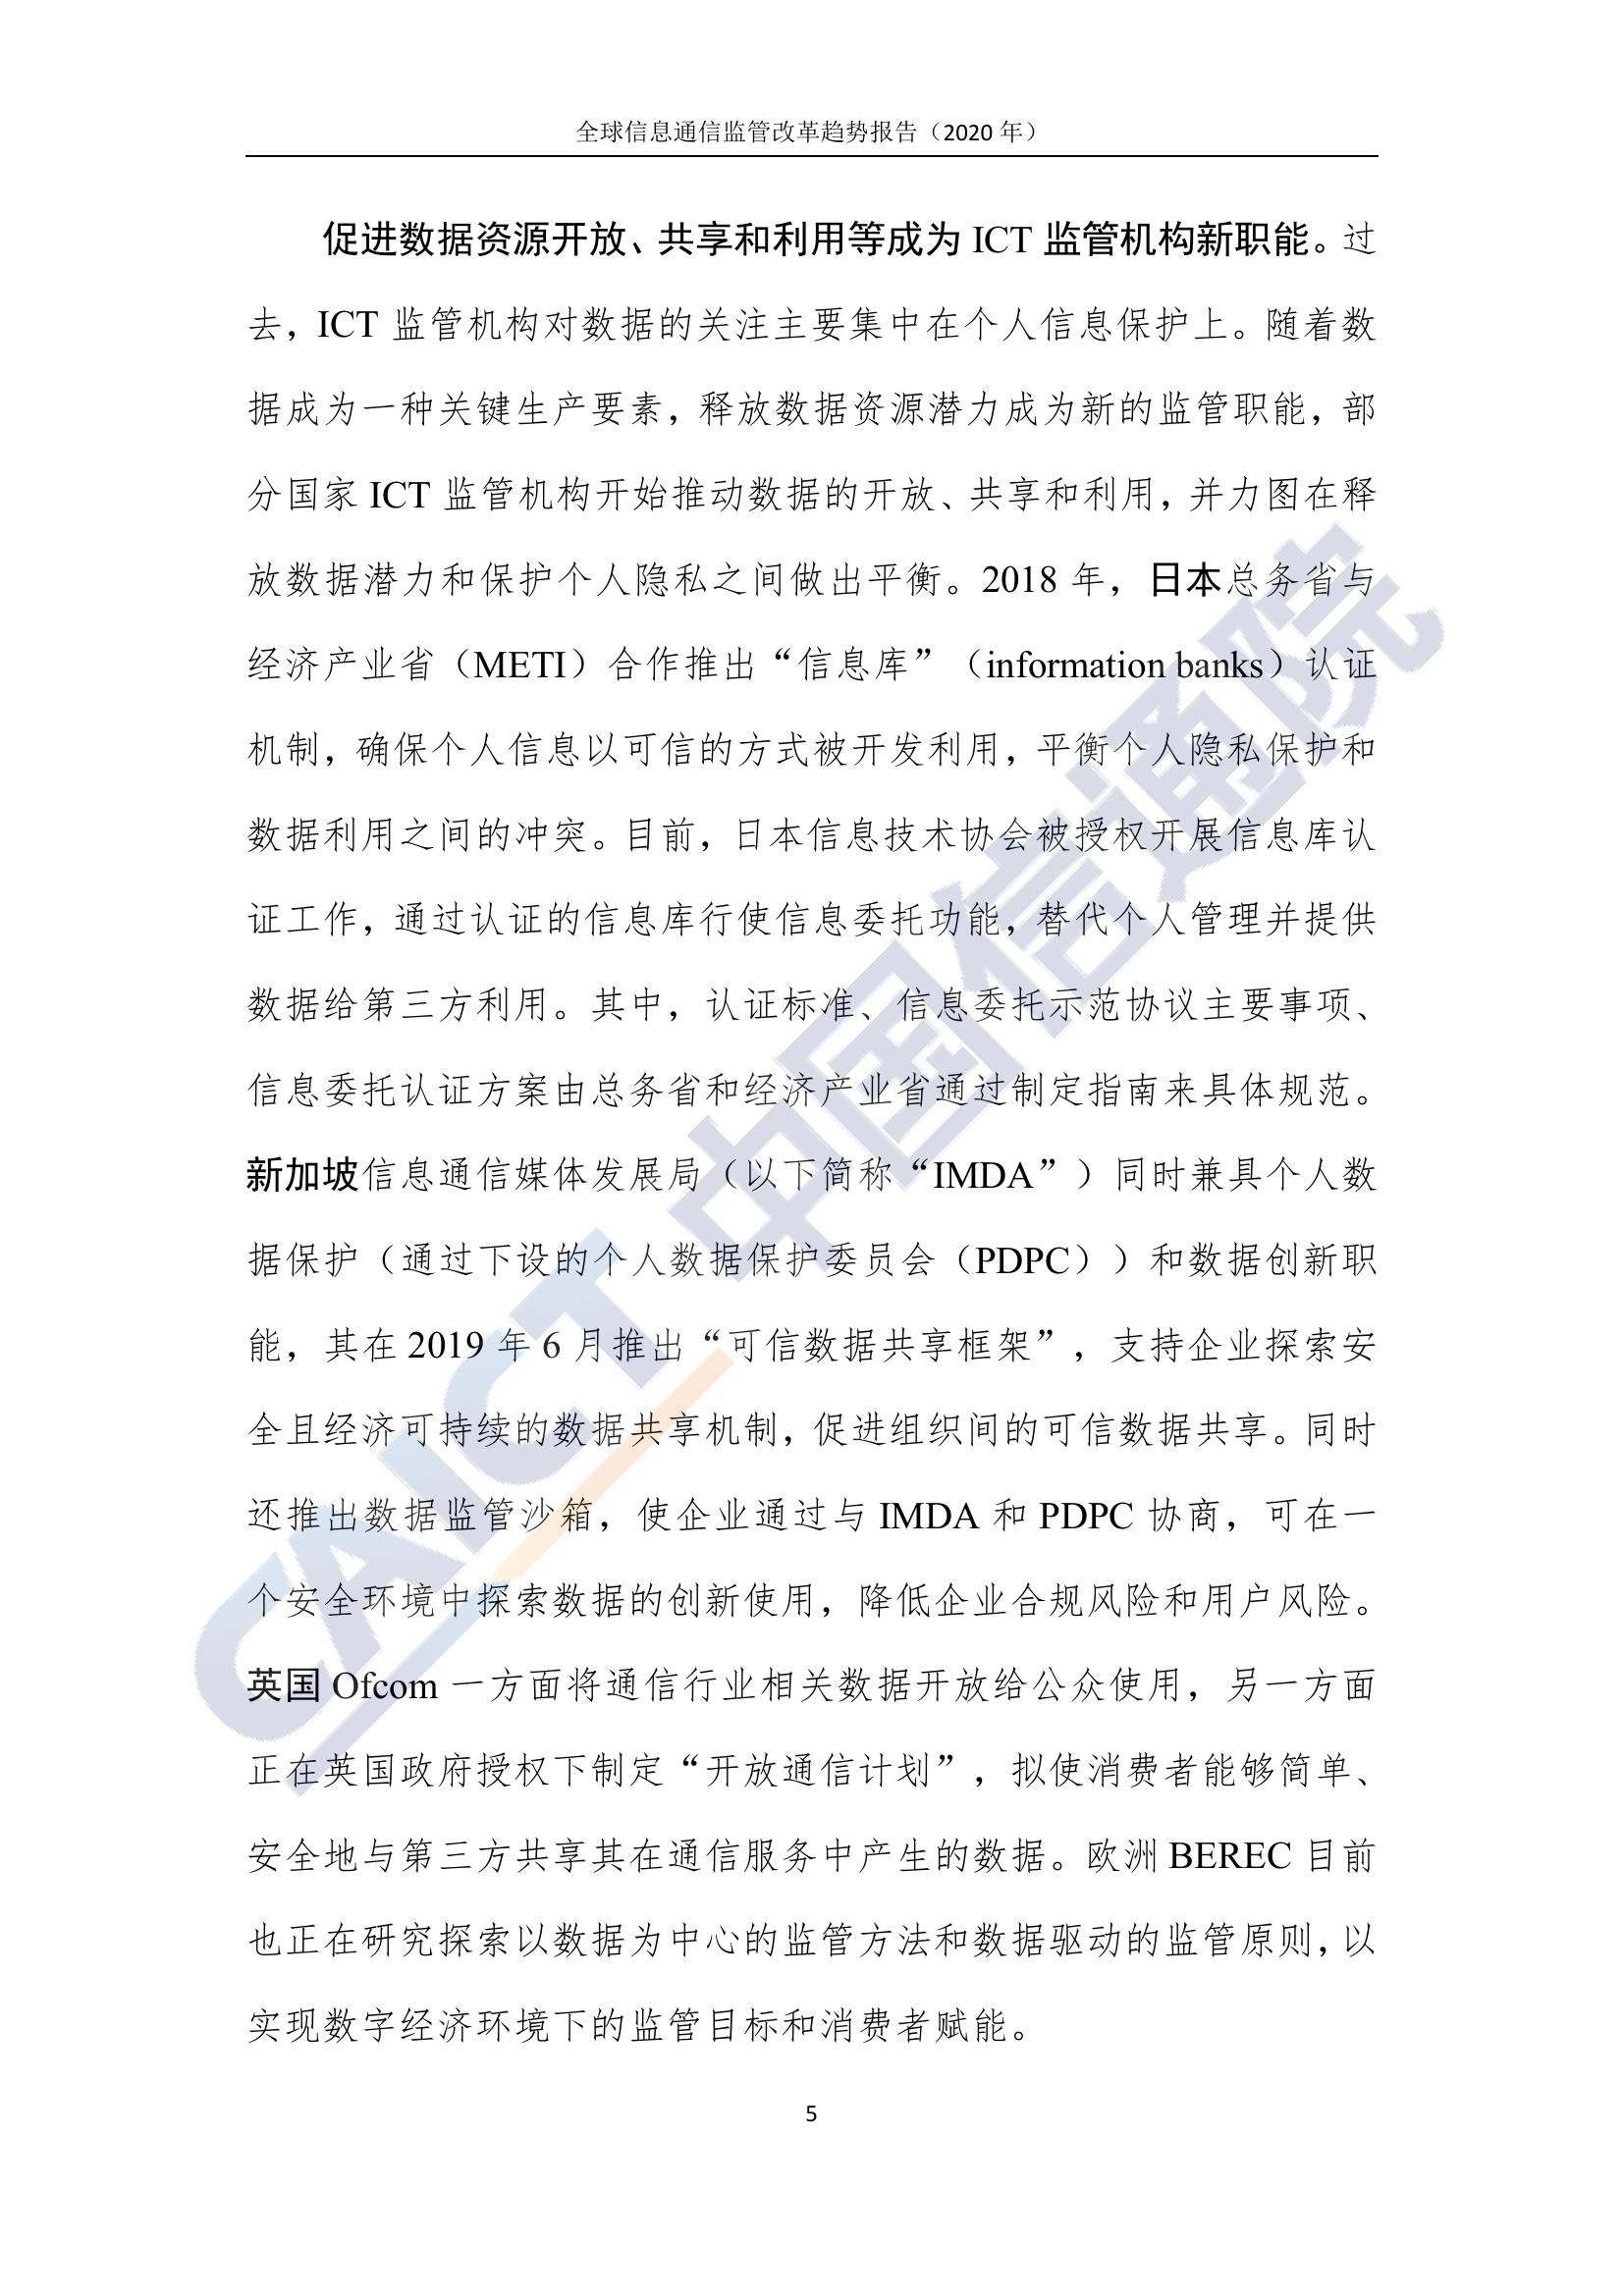 全球信息通信监管改革趋势报告（2020 年）
促进数据资源开放、共享和利用等成为 ICT 监管机构新职能。过
去，ICT 监管机构对数据的关注主要集中在个人信息保护上。随着数
据成为一种关键生产要素，释放数据资源潜力成为新的监管职能，部
分国家 ICT 监管机构开始推动数据的开放、共享和利用，并力图在释
放数据潜力和保护个人隐私之间做出平衡。2018 年，日本总务省与
经济产业省（METI）合作推出“信息库”（information banks）认证
机制，确保个人信息以可信的方式被开发利用，平衡个人隐私保护和
数据利用之间的冲突。目前，日本信息技术协会被授权开展信息库认
证工作，通过认证的信息库行使信息委托功能，替代个人管理并提供
数据给第三方利用。其中，认证标准、信息委托示范协议主要事项、
信息委托认证方案由总务省和经济产业省通过制定指南来具体规范。
新加坡信息通信媒体发展局（以下简称“IMDA”）同时兼具个人数
据保护（通过下设的个人数据保护委员会（PDPC））和数据创新职
能，其在 2019 年 6 月推出“可信数据共享框架”，支持企业探索安
全且经济可持续的数据共享机制，促进组织间的可信数据共享。同时
还推出数据监管沙箱，使企业通过与 IMDA 和 PDPC 协商，可在一
个安全环境中探索数据的创新使用，降低企业合规风险和用户风险。
英国 Ofcom 一方面将通信行业相关数据开放给公众使用，另一方面
正在英国政府授权下制定“开放通信计划”，拟使消费者能够简单、
安全地与第三方共享其在通信服务中产生的数据。欧洲 BEREC 目前
也正在研究探索以数据为中心的监管方法和数据驱动的监管原则，以
实现数字经济环境下的监管目标和消费者赋能。
5
CAICT 中国信通院